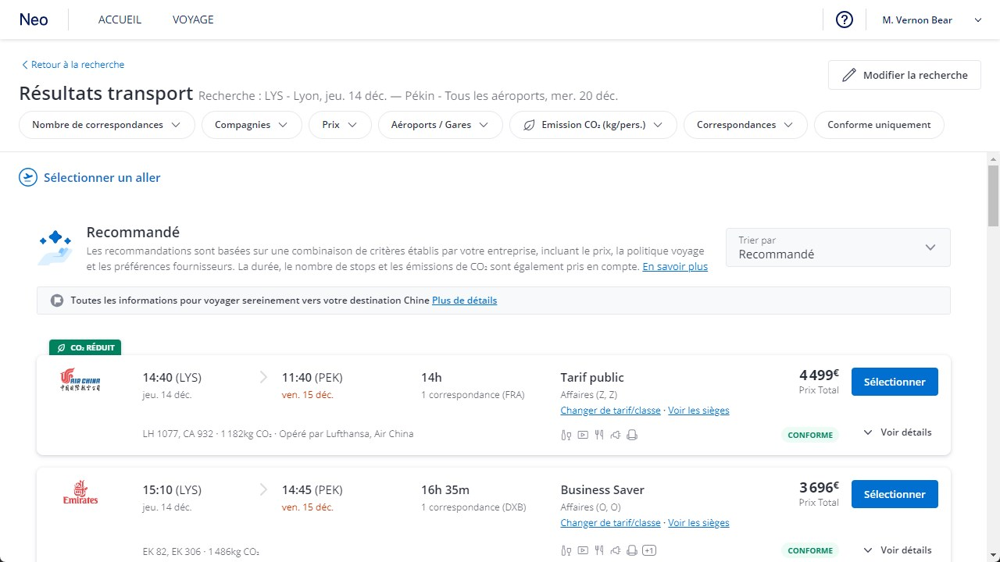 Neo
ACCUEIL
VOYAGE
M. Vernon Bear
Retour à la recherche
Modifier la recherche
Résultats transport Recherche : LYS - Lyon, jeu. 14 déc. — Pékin - Tous les aéroports, mer. 20 déc.
Nombre de correspondances
Compagnies
Prix
Aéroports / Gares
Emission CO₂ (kg/pers.)
Correspondances
Conforme uniquement
Sélectionner un aller
Recommandé
Les recommandations sont basées sur une combinaison de critères établis par votre entreprise, incluant le prix, la politique voyage
et les préférences fournisseurs. La durée, le nombre de stops et les émissions de CO₂ sont également pris en compte. En savoir plus
Trier par
Recommandé
Toutes les informations pour voyager sereinement vers votre destination Chine Plus de détails
CO₂ RÉDUIT
AIR CHINA
中国国际航空公司
14:40 (LYS)
jeu. 14 déc.
11:40 (PEK)
ven. 15 déc.
14h
1 correspondance (FRA)
Tarif public
Affaires (Z, Z)
Changer de tarif/classe · Voir les sièges
4 499€
Prix Total
Sélectionner
LH 1077, CA 932 · 1 182kg CO₂ · Opéré par Lufthansa, Air China
CONFORME
Voir détails
Emirates
15:10 (LYS)
jeu. 14 déc.
14:45 (PEK)
ven. 15 déc.
16h 35m
1 correspondance (DXB)
Business Saver
Affaires (O, O)
Changer de tarif/classe · Voir les sièges
3 696€
Prix Total
Sélectionner
EK 82, EK 306 · 1 486kg CO₂
+1
CONFORME
Voir détails